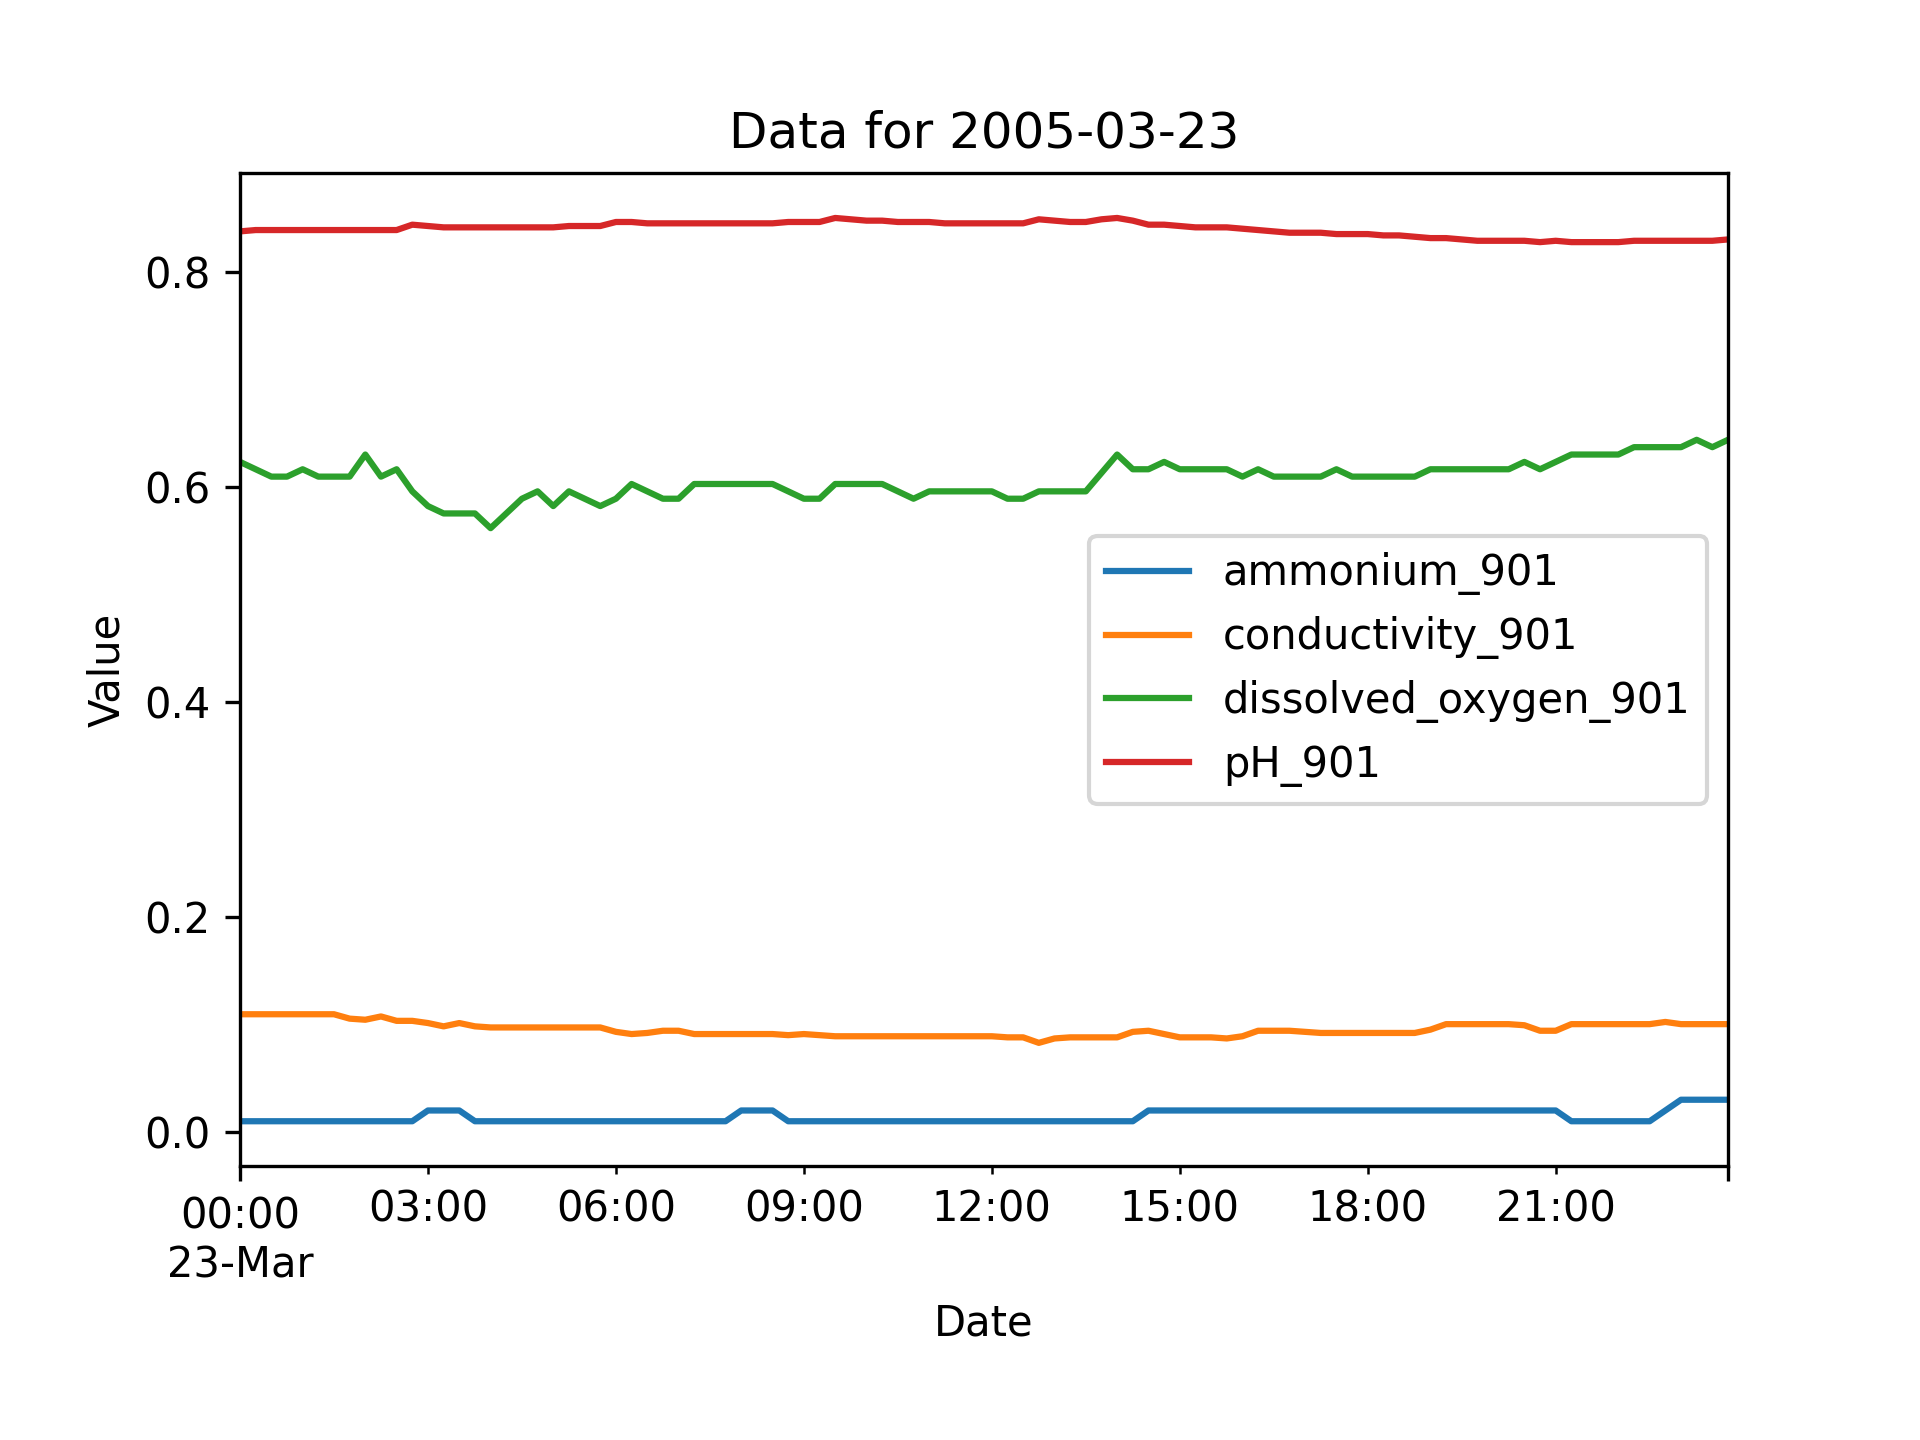 Data for 2005-03-23
Value
0.8
0.6
0.4
0.2
0.0
ammonium_901
conductivity_901
dissolved_oxygen_901
pH_901
00:00 03:00 06:00 09:00 12:00 15:00 18:00 21:00
23-Mar
Date